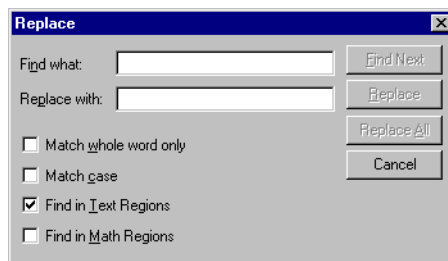 Replace
Find what:
Find Next
Replace with:
Replace
Replace All
Match whole word only
Cancel
Match case
Find in Text Regions
Find in Math Regions